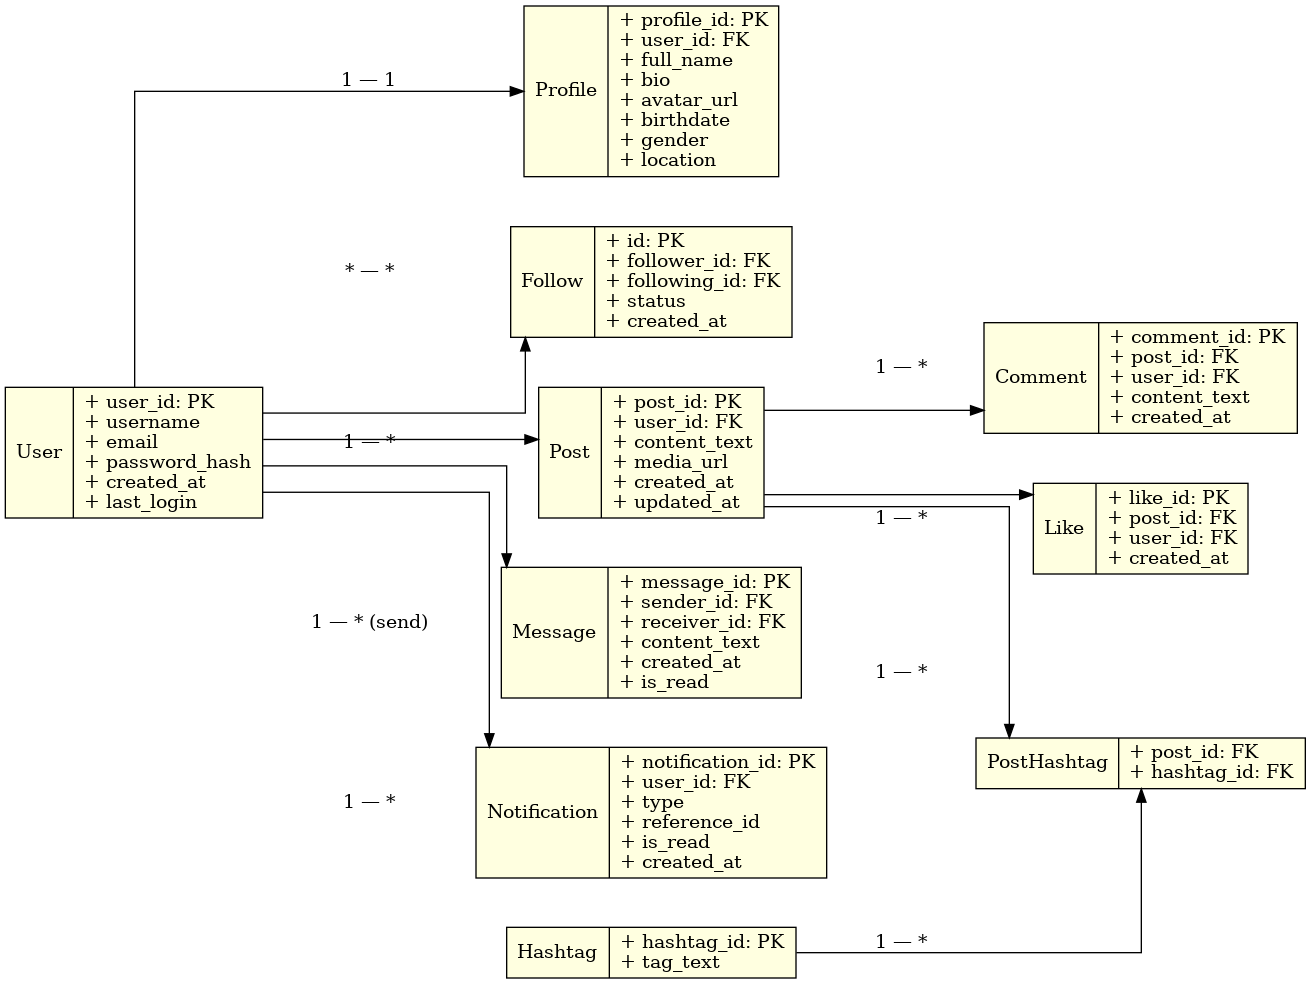 1 — 1
Profile
+ profile_id: PK
+ user_id: FK
+ full_name
+ bio
+ avatar_url
+ birthdate
+ gender
+ location
* — *
Follow
+ id: PK
+ follower_id: FK
+ following_id: FK
+ status
+ created_at
User
+ user_id: PK
+ username
+ email
+ password_hash
+ created_at
+ last_login
1 — *
Post
+ post_id: PK
+ user_id: FK
+ content_text
+ media_url
+ created_at
+ updated_at
1 — *
Comment
+ comment_id: PK
+ post_id: FK
+ user_id: FK
+ content_text
+ created_at
1 — *
Like
+ like_id: PK
+ post_id: FK
+ user_id: FK
+ created_at
1 — * (send)
Message
+ message_id: PK
+ sender_id: FK
+ receiver_id: FK
+ content_text
+ created_at
+ is_read
1 — *
PostHashtag
+ post_id: FK
+ hashtag_id: FK
1 — *
Notification
+ notification_id: PK
+ user_id: FK
+ type
+ reference_id
+ is_read
+ created_at
Hashtag
+ hashtag_id: PK
+ tag_text
1 — *